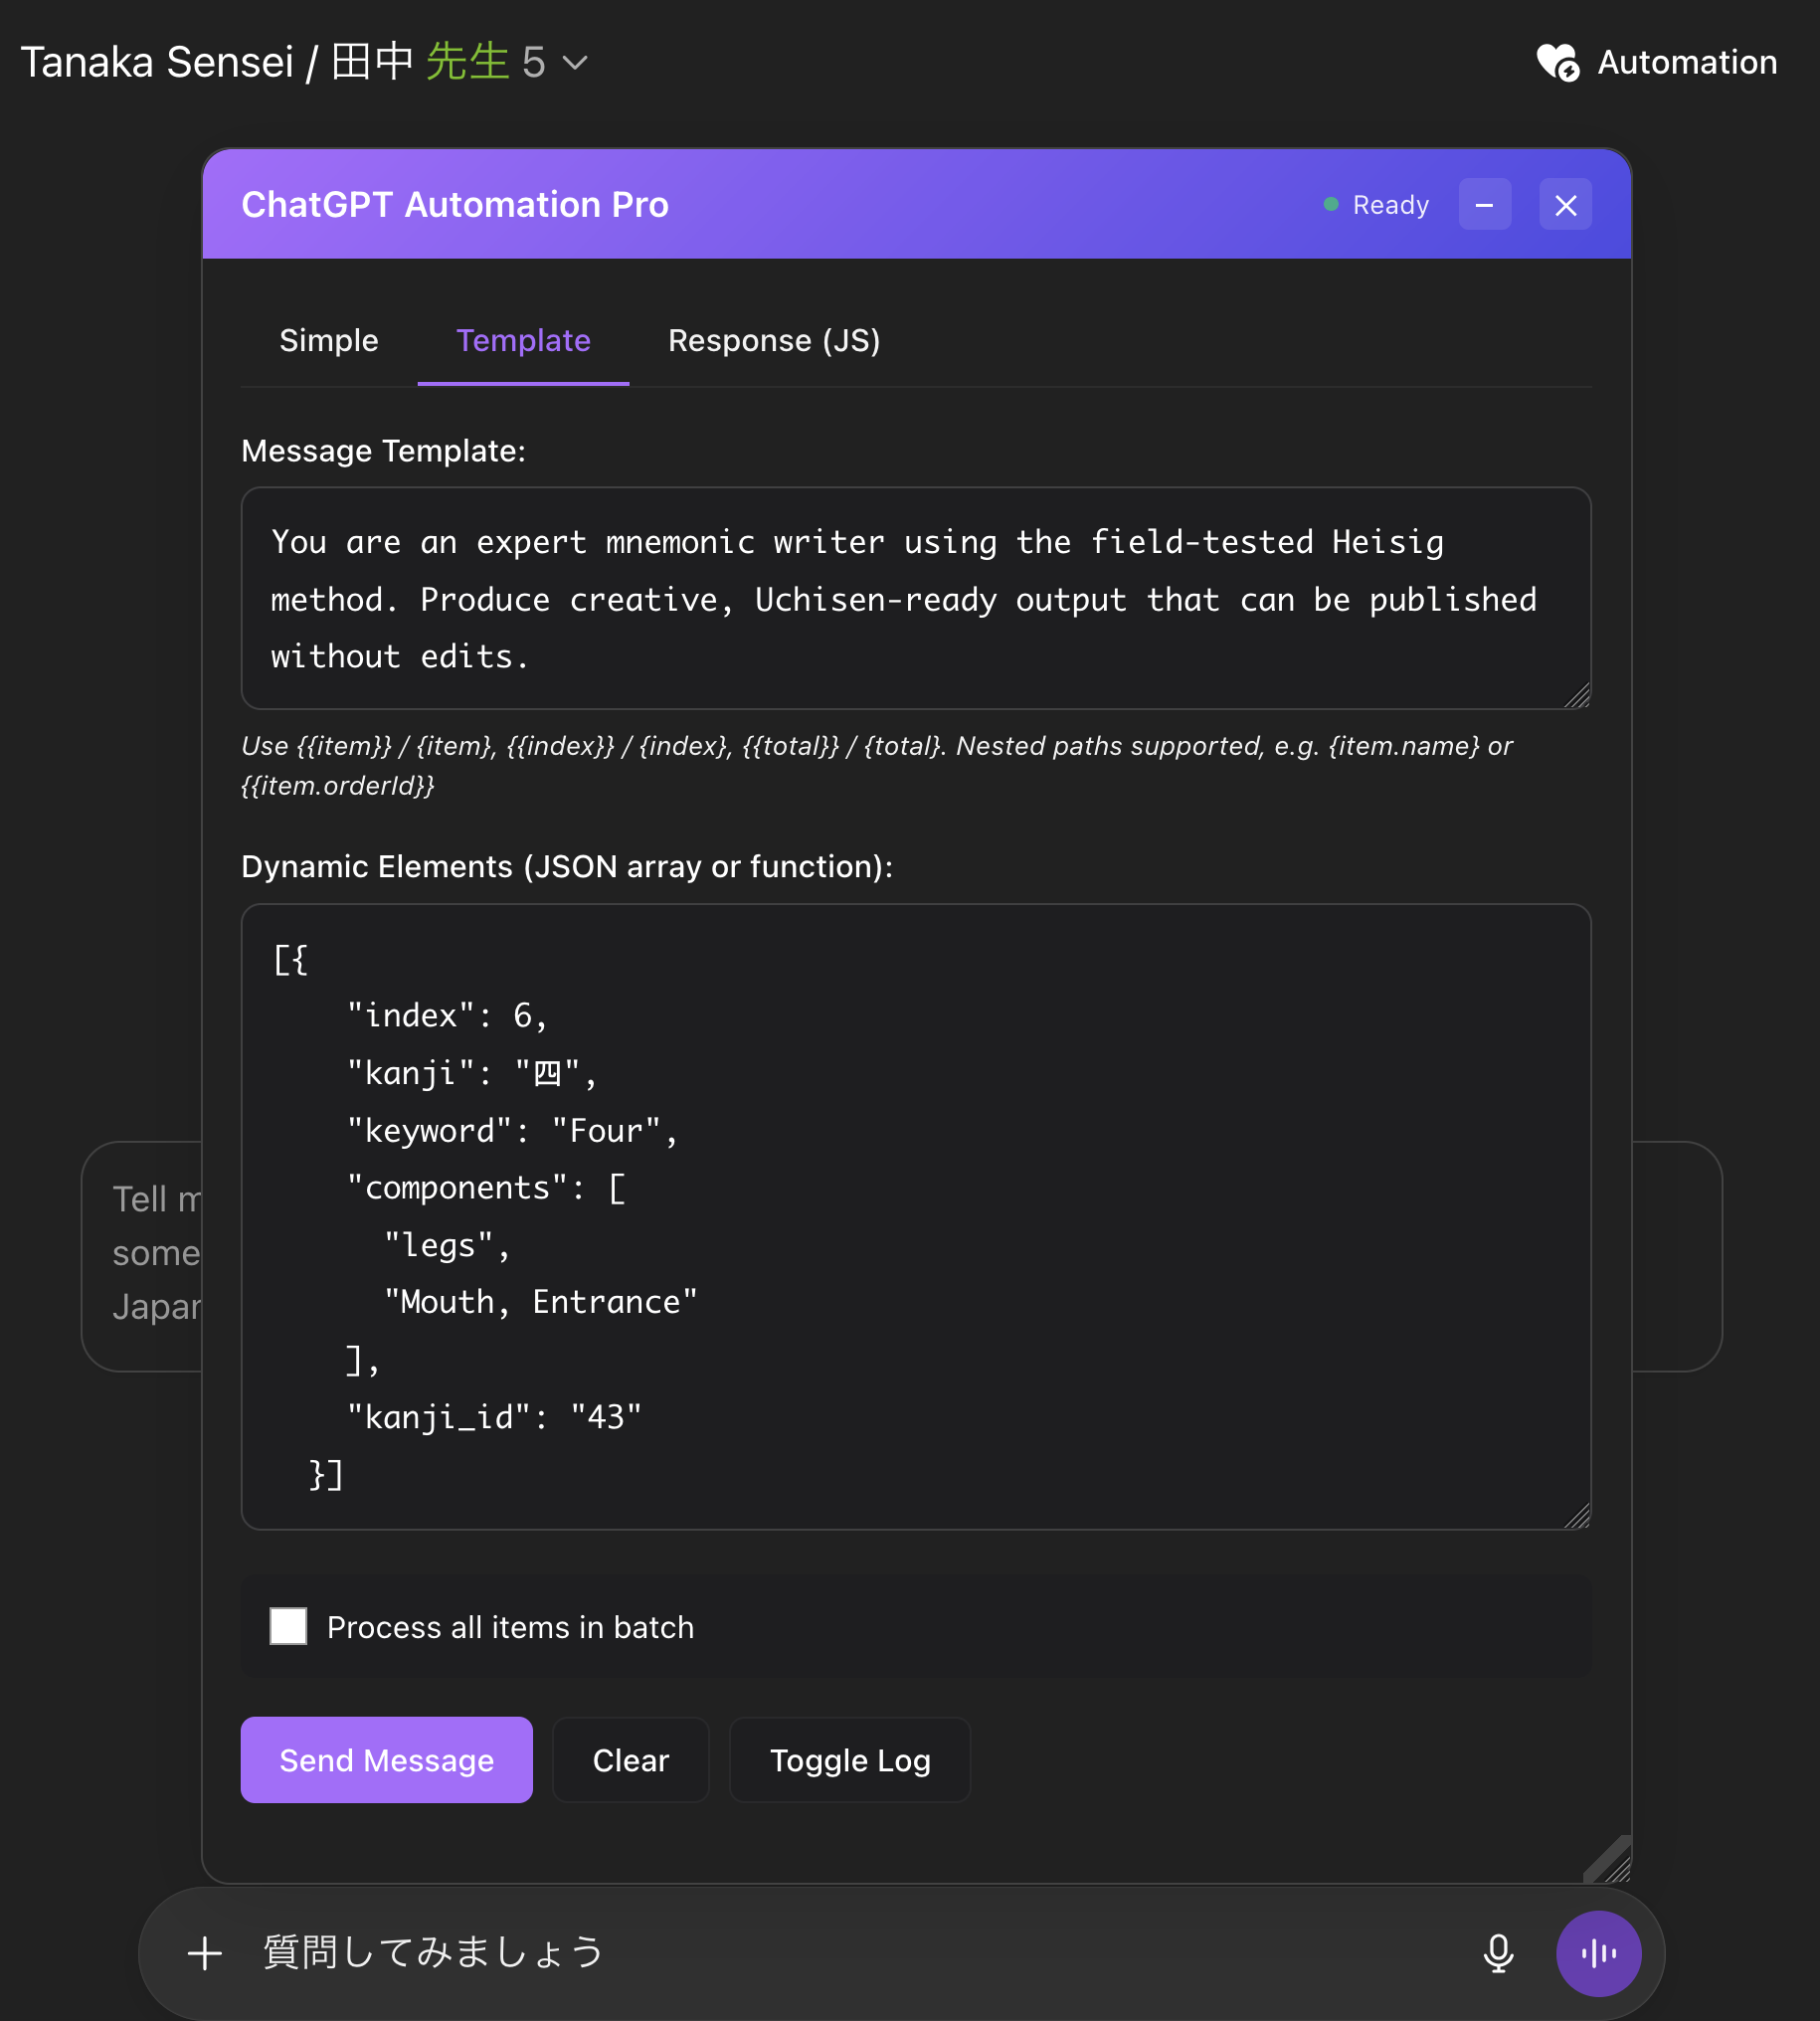 Tanaka Sensei / 田中 先生 5
Automation
ChatGPT Automation Pro
Ready
Simple
Template
Response (JS)
Message Template:
You are an expert mnemonic writer using the field-tested Heisig
method. Produce creative, Uchisen-ready output that can be published
without edits.
Use {{item}} / {item}, {{index}} / {index}, {{total}} / {total}. Nested paths supported, e.g. {item.name} or
{{item.orderId}}
Dynamic Elements (JSON array or function):
[{
"index": 6,
"kanji": "四",
"keyword": "Four",
"components": [
"legs",
"Mouth, Entrance"
],
"kanji_id": "43"
}]
Tell m
some
Japar
Process all items in batch
Send Message
Clear
Toggle Log
質問してみましょう